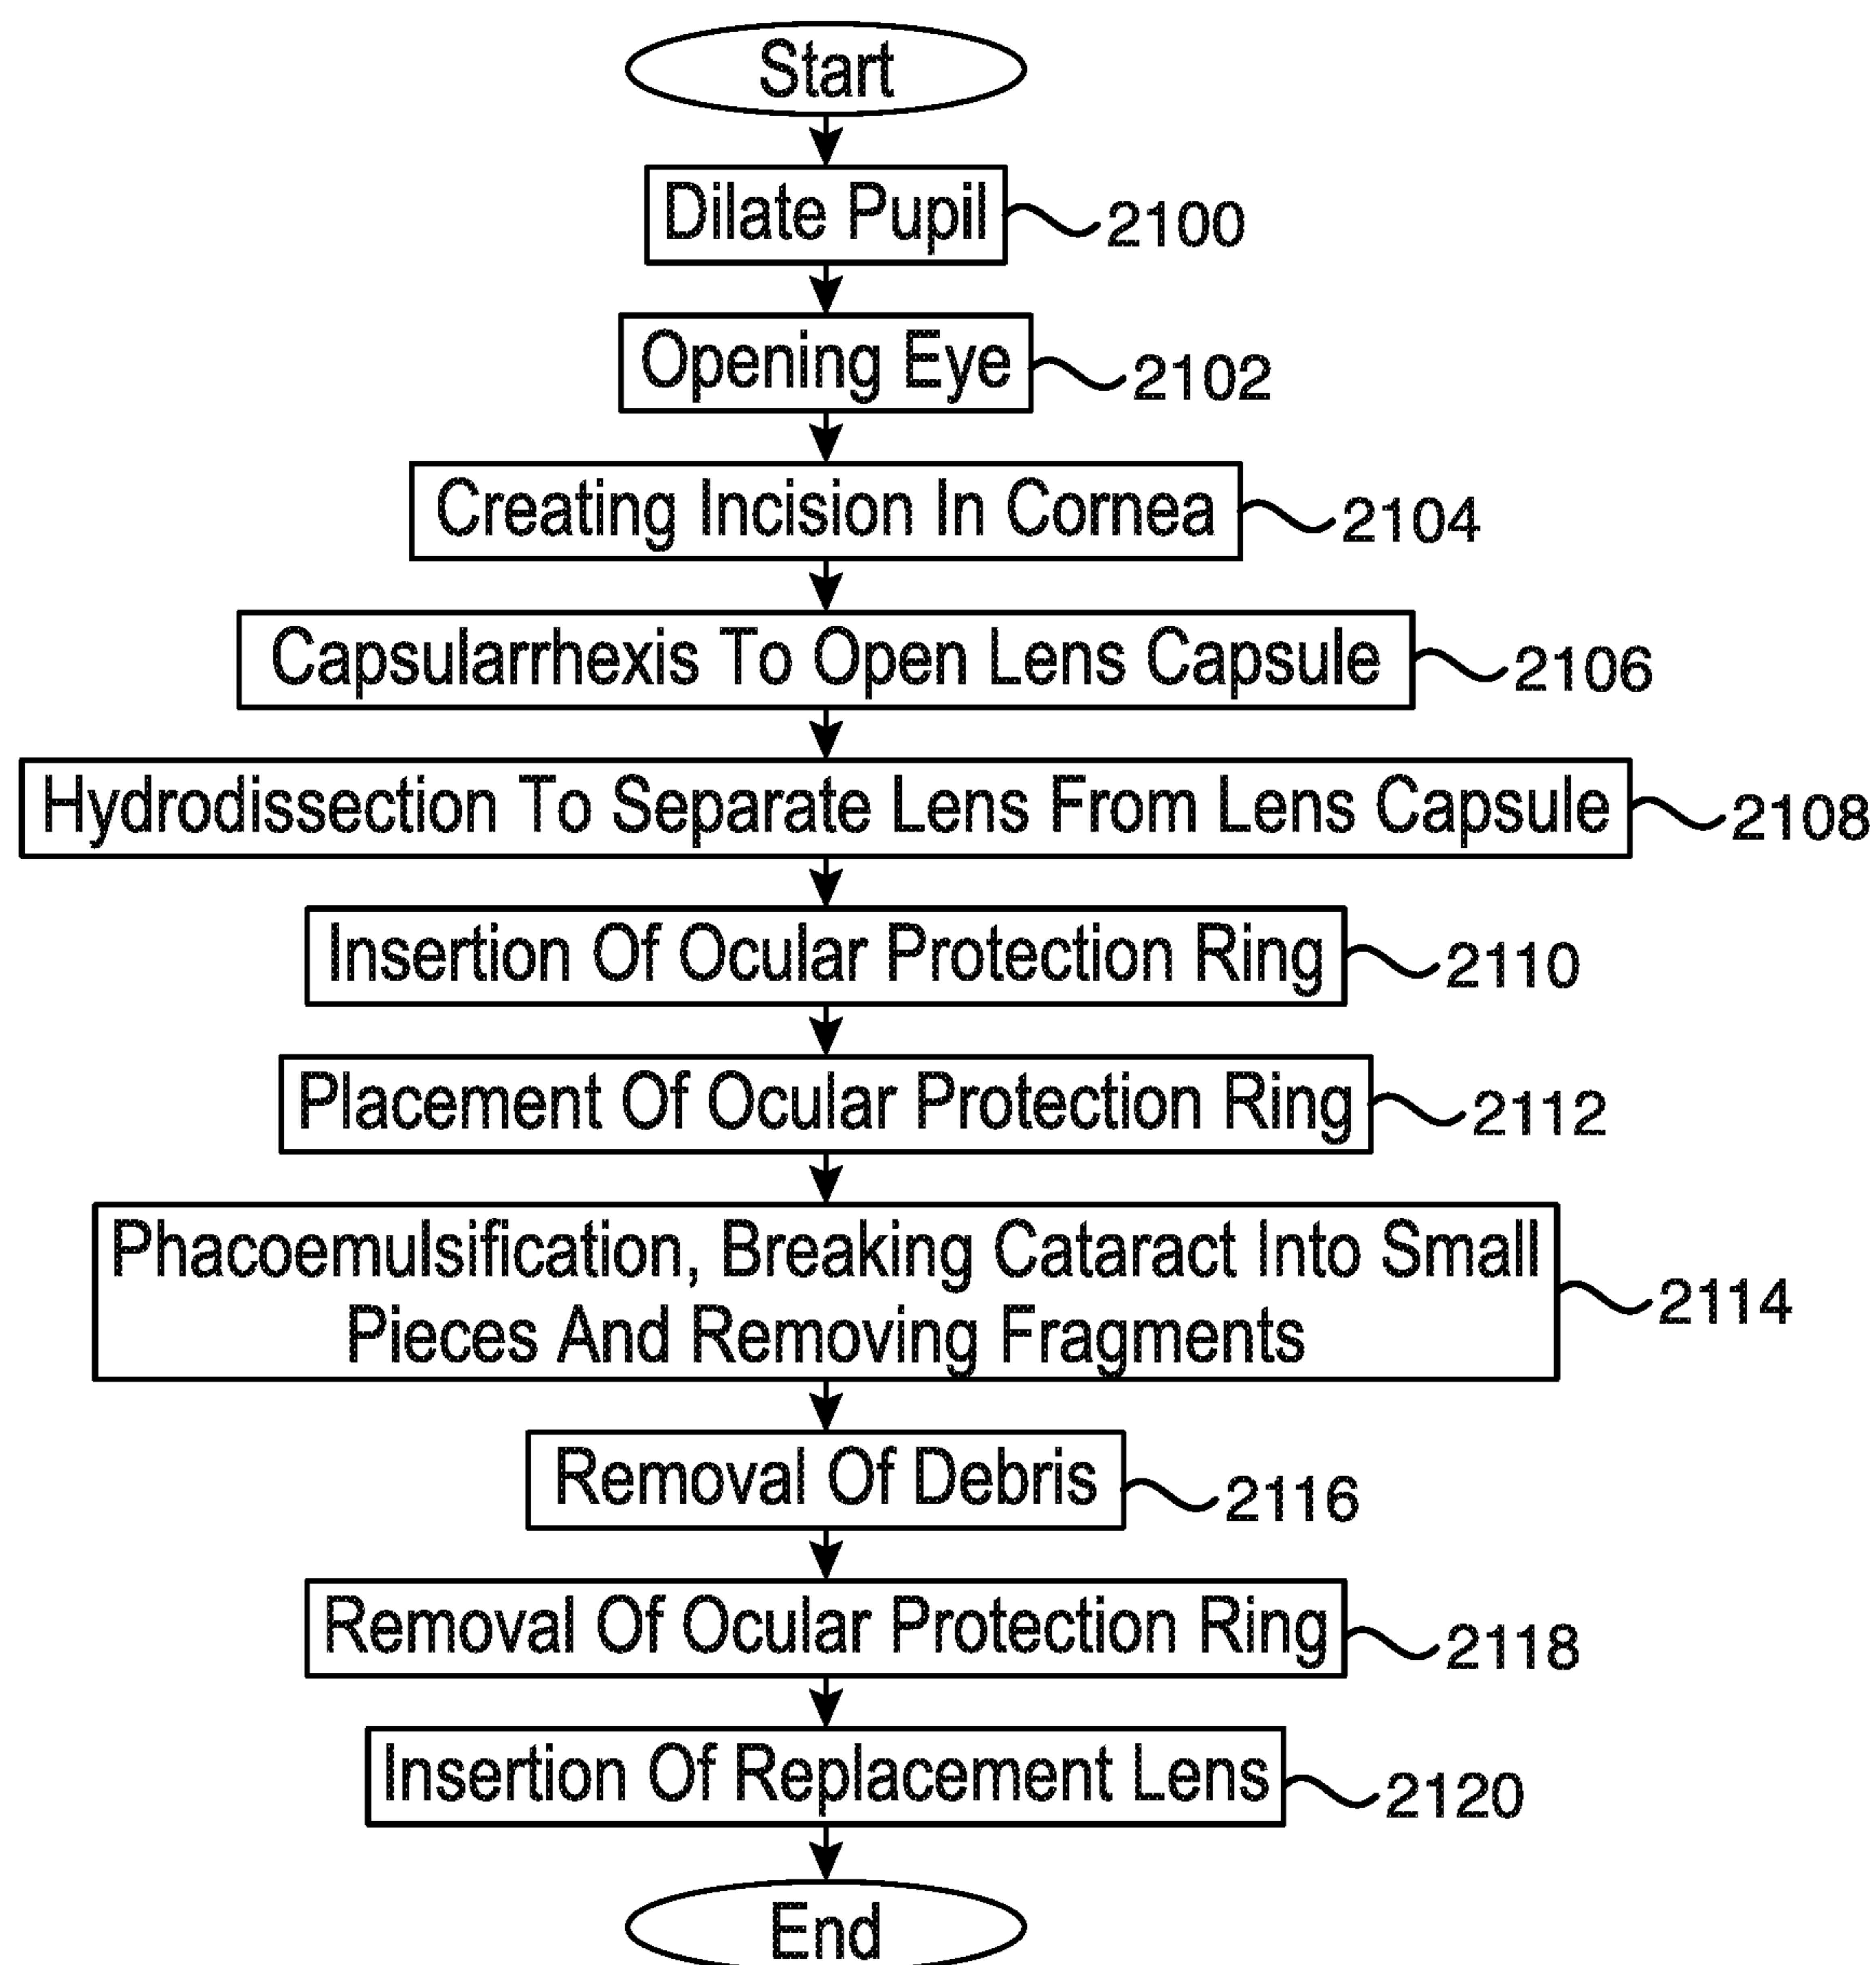 Start
Dilate Pupil
2100
Opening Eye
2102
Creating Incision In Cornea
2104
Capsularrhexis To Open Lens Capsule
2106
Hydrodissection To Separate Lens From Lens Capsule
2108
Insertion Of Ocular Protection Ring
2110
Placement Of Ocular Protection Ring
2112
Phacoemulsification, Breaking Cataract Into Small
Pieces And Removing Fragments
2114
Removal Of Debris
2116
Removal Of Ocular Protection Ring
2118
Insertion Of Replacement Lens
2120
End